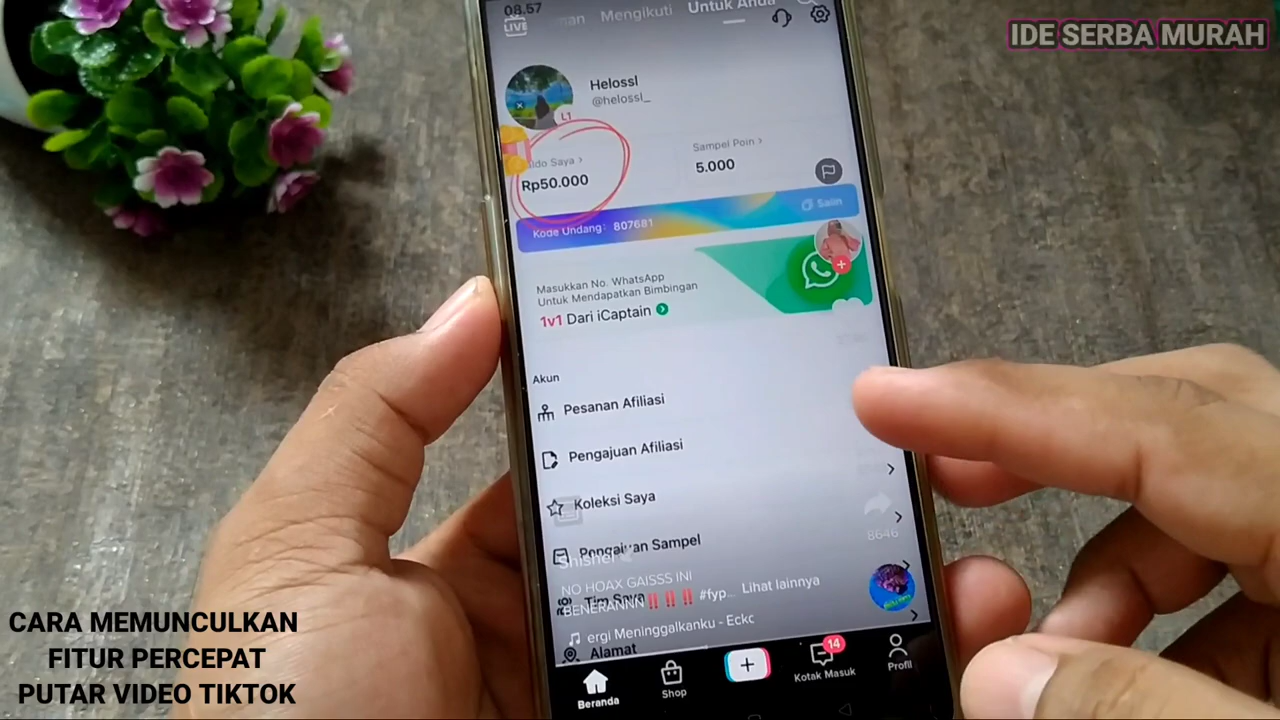 IDE SERBA MURAH
08.57
LIVE
Mengikuti
Untuk Anda
Helossl
@helossl_
L1
Saya >
Rp50.000
Sampel Poin >
5.000
Kode Undang: 807681
Salin
Masukkan No. WhatsApp
Untuk Mendapatkan Bimbingan
1v1 Dari iCaptain
Akun
Pesanan Afiliasi
Pengajuan Afiliasi
Koleksi Saya
Sampel
8646
NO HOAX GAISSS INI
BENERANNN‼️‼️‼️ #fyp... Lihat lainnya
Tim Saya
ergi Meninggalkanku - Eckc
Alamat
Beranda
Shop
14
Kotak Masuk
Profil
CARA MEMUNCULKAN
FITUR PERCEPAT
PUTAR VIDEO TIKTOK